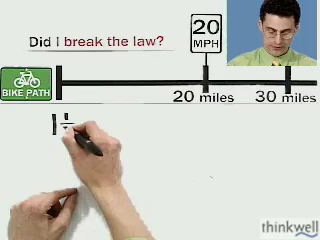 Did I break the law?
20
MPH
BIKE PATH
20 miles
30 miles
thinkwell